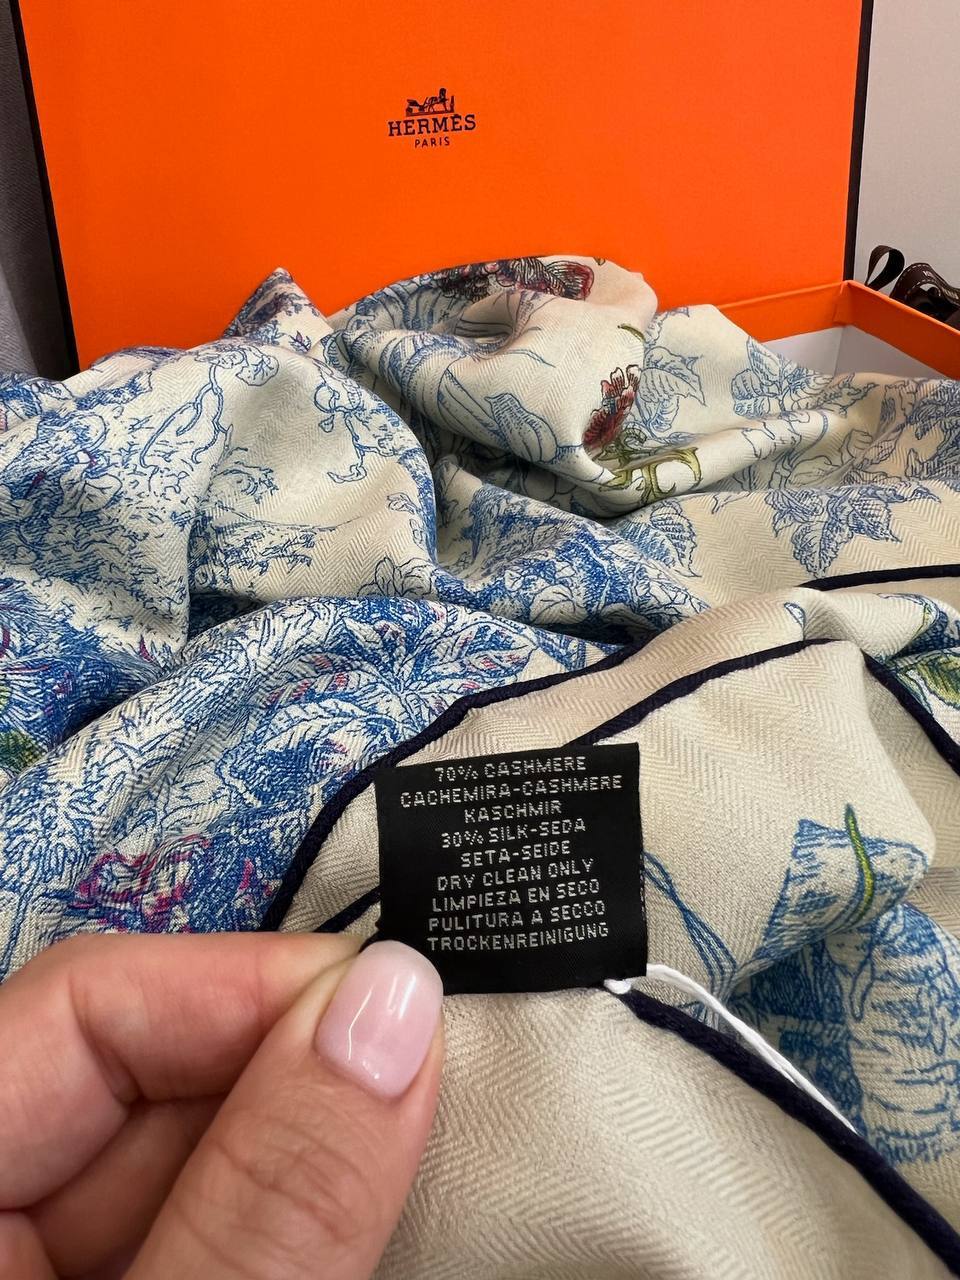 HERMÈS
PARIS
70% CASHMERE
CACHEMIRA-CASHMERE
KASCHMIR
30% SILK-SEDA
SETA-SEIDE
DRY CLEAN ONLY
LIMPIEZA EN SECO
PULITURA A SECCO
TROCKENREINIGUNG